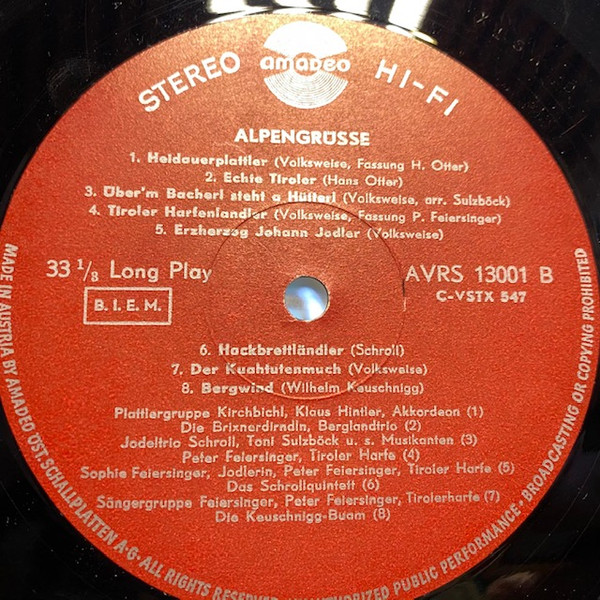 STEREO amadeo HI-FI
ALPENGRÜSSE
1. Heidauerplattler (Volksweise, Fassung H. Otter)
2. Echte Tiroler (Hans Otter)
3. Über'm Bacherl steht a Hütterl (Volksweise, arr. Sulzböck)
4. Tiroler Harfenlandler (Volksweise, Fassung P. Feiersinger)
5. Erzherzog Johann Jodler (Volksweise)
33 1/3 Long Play
B. I. E. M.
AVRS 13001 B
C-VSTX 547
6. Hackbrettländler (Schroll)
7. Der Kuahtutenmuch (Volksweise)
8. Bergwind (Wilhelm Keuschnigg)
Plattlergruppe Kirchbichl, Klaus Hintler, Akkordeon (1)
Die Brixnerdirndln, Berglandtrio (2)
Jodeltrio Schroll, Toni Sulzböck u. s. Musikanten (3)
Peter Feiersinger, Tiroler Harfe (4)
Sophie Feiersinger, Jodlerin, Peter Feiersinger, Tiroler Harfe (5)
Das Schrollquintett (6)
Sängergruppe Feiersinger, Peter Feiersinger, Tirolerharfe (7)
Die Keuschnigg-Buam (8)
MADE IN AUSTRIA BY AMADEO ÖST. SCHALLPLATTEN A·G· ALL RIGHTS RESERVED UNAUTHORIZED PUBLIC PERFORMANCE· BROADCASTING OR COPYING PROHIBITED